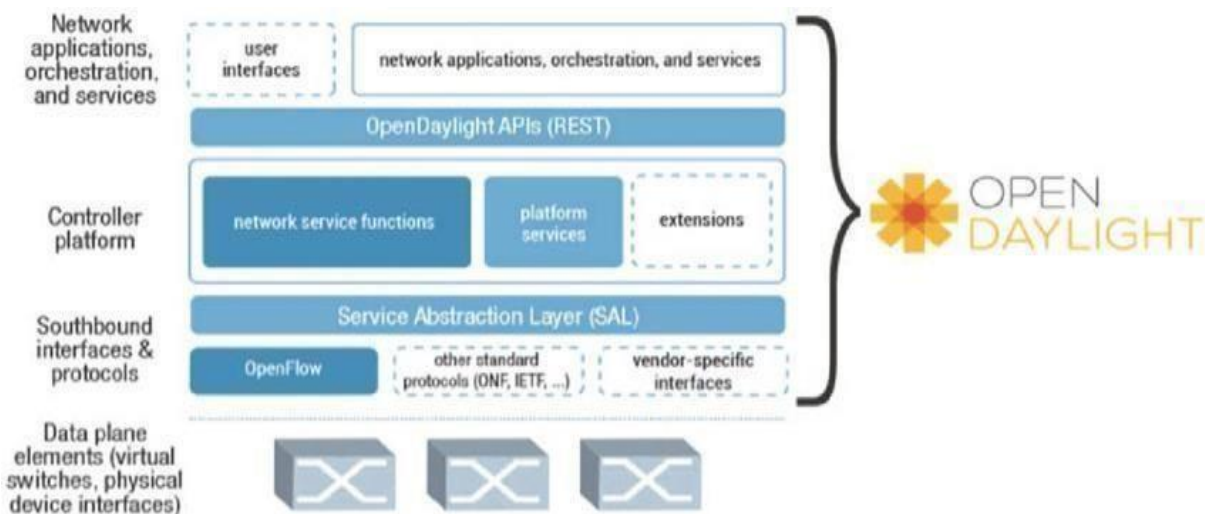 Network
applications,
orchestration,
and services
user
interfaces
network applications, orchestration, and services
OpenDaylight APIs (REST)
Controller
platform
network service functions
platform
services
extensions
OPEN
DAYLIGHT
Southbound
interfaces &
protocols
Service Abstraction Layer (SAL)
OpenFlow
other standard
protocols (ONF, IETF, ...)
vendor-specific
interfaces
Data plane
elements (virtual
switches, physical
device interfaces)